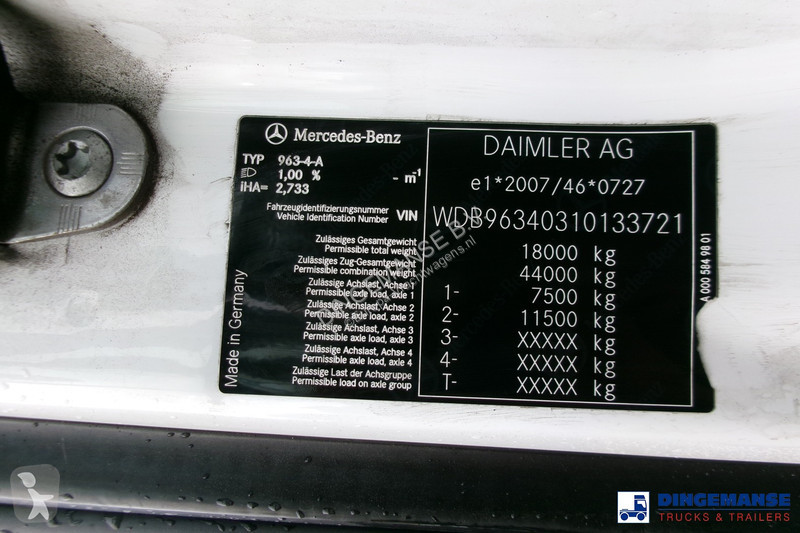 Mercedes-Benz
TYP 963-4-A
1,00 % - m-1
iHA= 2,733
Fahrzeugidentifizierungsnummer
Vehicle Identification Number VIN
Zulässiges Gesamtgewicht
Permissible total weight
Zulässiges Zug-Gesamtgewicht
Permissible combination weight
Zulässige Achslast, Achse 1
Permissible axle load, axle 1
Zulässige Achslast, Achse 2
Permissible axle load, axle 2
Zulässige Achslast, Achse 3
Permissible axle load, axle 3
Zulässige Achslast, Achse 4
Permissible axle load, axle 4
Zulässige Last der Achsgruppe
Permissible load on axle group
Made in Germany
DAIMLER AG
e1*2007/46*0727
WDB96340310133721
18000 kg
44000 kg
1- 7500 kg
2- 11500 kg
3- XXXXX kg
4- XXXXX kg
T- XXXXX kg
A 000 584 98 01
DINGEMANSE
TRUCKS & TRAILERS